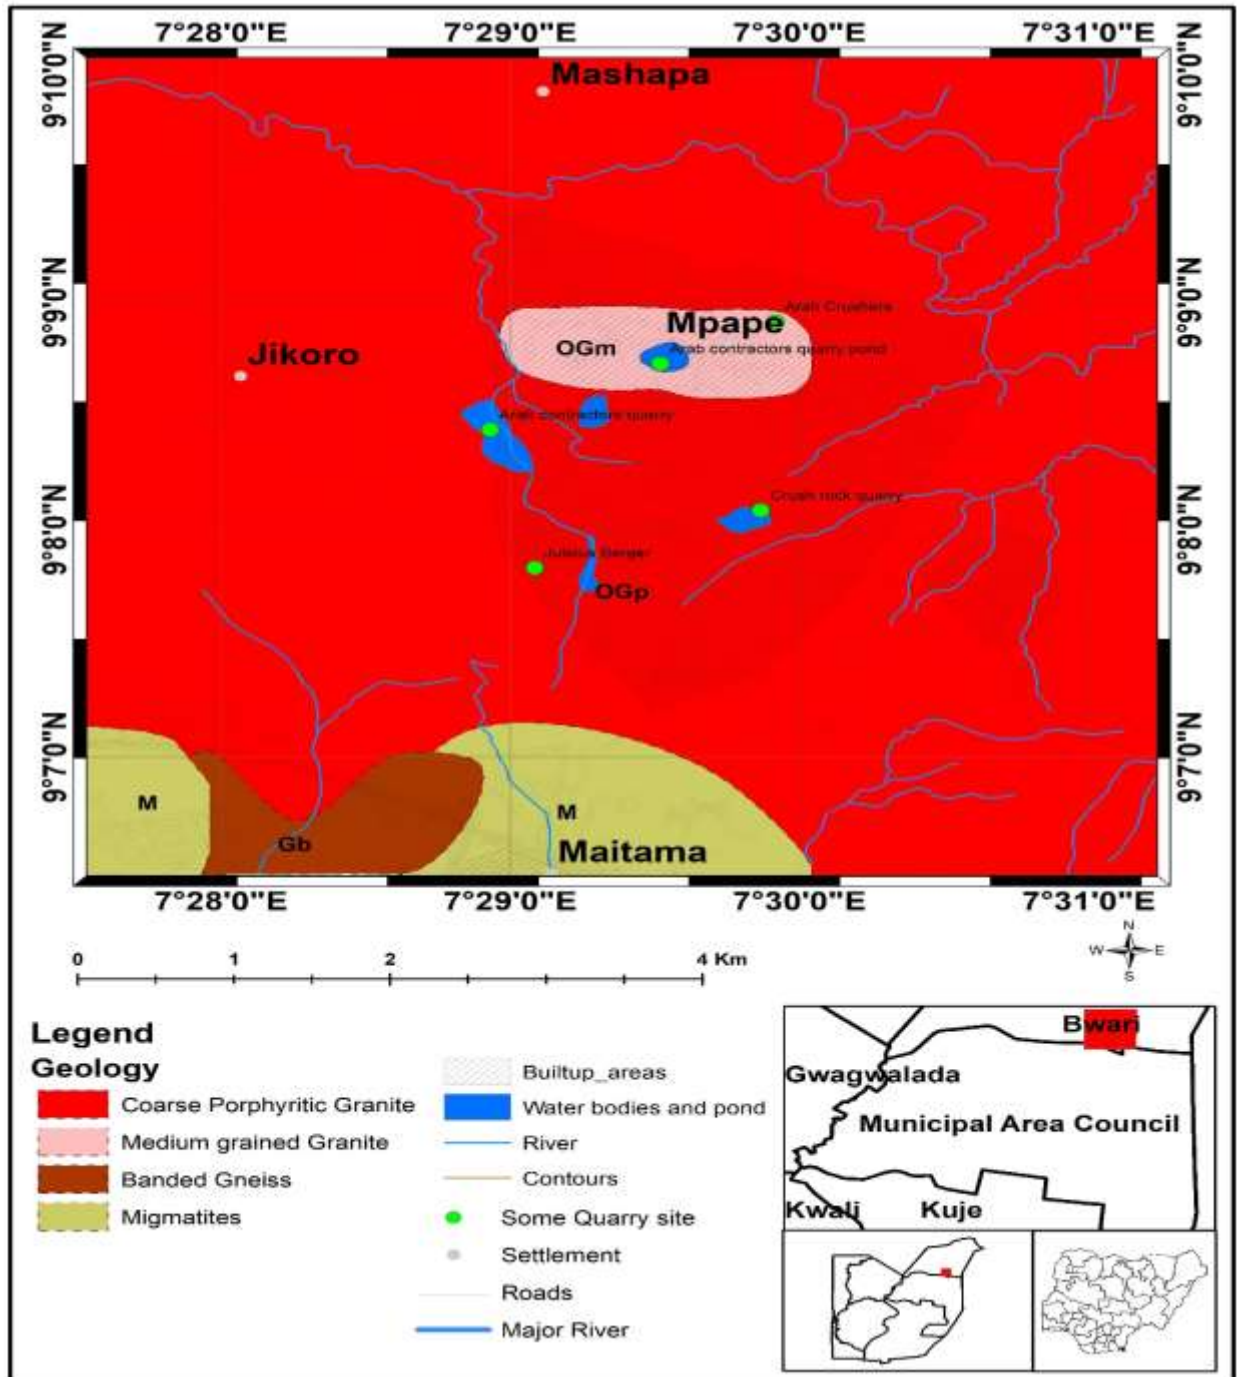 7°28'0"E 7°29'0"E 7°30'0"E 7°31'0"E
9°10'0"N
9°10'0"N
Mashapa
9°9'0"N
9°9'0"N
Arab Crushers
Mpape
OGm
Arab contractors quarry pond
Jikoro
Arab contractors quarry
Crush rock quarry
9°8'0"N
9°8'0"N
Julieus Berger
OGp
9°7'0"N
9°7'0"N
M
M
Gb
Maitama
7°28'0"E 7°29'0"E 7°30'0"E 7°31'0"E
N
W E
S
0 1 2 4 Km
Legend
Geology
Coarse Porphyritic Granite
Medium grained Granite
Banded Gneiss
Migmatites
Builtup_areas
Water bodies and pond
River
Contours
Some Quarry site
Settlement
Roads
Major River
Bwari
Gwagwalada
Municipal Area Council
Kwali
Kuje